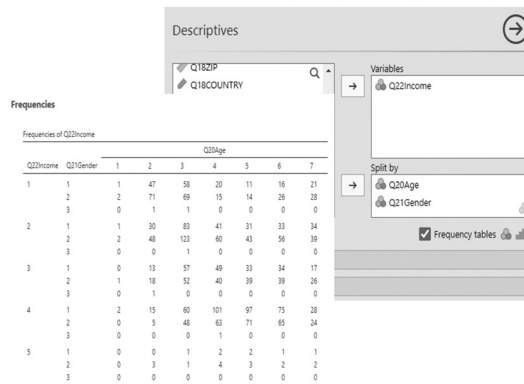 Descriptives
Q18ZIP
Q18COUNTRY
Variables
Q22Income
Split by
Q20Age
Q21Gender
Frequency tables
Frequencies
Frequencies of Q22Income
Q20Age
Q22Income Q21Gender 1 2 3 4 5 6 7
1 1 1 47 58 20 11 16 21
2 2 71 69 15 14 26 28
3 0 1 1 0 0 0 0
2 1 1 30 83 41 31 33 34
2 2 48 123 60 43 56 39
3 0 0 1 0 0 0 0
3 1 0 13 57 49 33 34 17
2 1 18 52 40 39 39 26
3 0 1 0 0 0 0 0
4 1 2 15 60 101 97 75 28
2 0 5 48 63 71 65 24
3 0 0 0 1 0 0 0
5 1 0 0 1 2 2 1 1
2 0 3 1 4 3 2 2
3 0 0 0 0 0 0 0